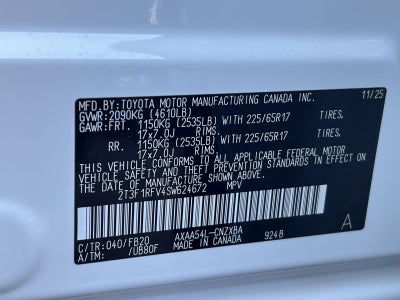 MFD BY:TOYOTA MOTOR MANUFACTURING CANADA INC. 11/25
GVWR: 2090KG (4610LB)
GAWR:FRT. 1150KG (2535LB) WITH 225/65R17 TIRES.
17x7.0J RIMS.
RR. 1150KG (2535LB) WITH 225/65R17 TIRES.
17x7.0J RIMS.
THIS VEHICLE CONFORMS TO ALL APPLICABLE FEDERAL MOTOR
VEHICLE SAFETY AND THEFT PREVENTION STANDARDS IN EFFECT
ON THE DATE OF MANUFACTURE SHOWN ABOVE.
2T3F1RFV4SW624672 MPV
C/TR:040/FB20 AXAA54L-CNZXBA A
A/TM: /UB80F MADE IN CANADA 924B